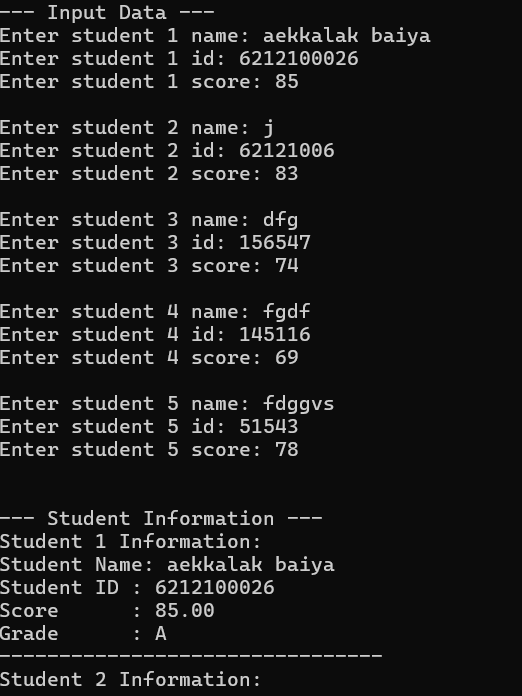 --- Input Data ---
Enter student 1 name: aekkalak baiya
Enter student 1 id: 6212100026
Enter student 1 score: 85
Enter student 2 name: j
Enter student 2 id: 62121006
Enter student 2 score: 83
Enter student 3 name: dfg
Enter student 3 id: 156547
Enter student 3 score: 74
Enter student 4 name: fgdf
Enter student 4 id: 145116
Enter student 4 score: 69
Enter student 5 name: fdggvs
Enter student 5 id: 51543
Enter student 5 score: 78
--- Student Information ---
Student 1 Information:
Student Name: aekkalak baiya
Student ID : 6212100026
Score      : 85.00
Grade      : A
--------------------------------
Student 2 Information: